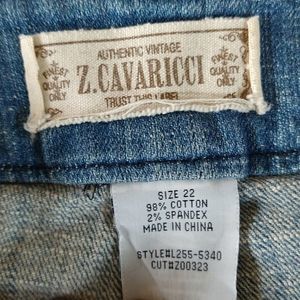 AUTHENTIC VINTAGE
FINEST QUALITY ONLY
Z.CAVARICCI
FINEST QUALITY ONLY
TRUST THIS LABEL
SIZE 22
98% COTTON
2% SPANDEX
MADE IN CHINA
STYLE#L255-5340
CUT#Z00323